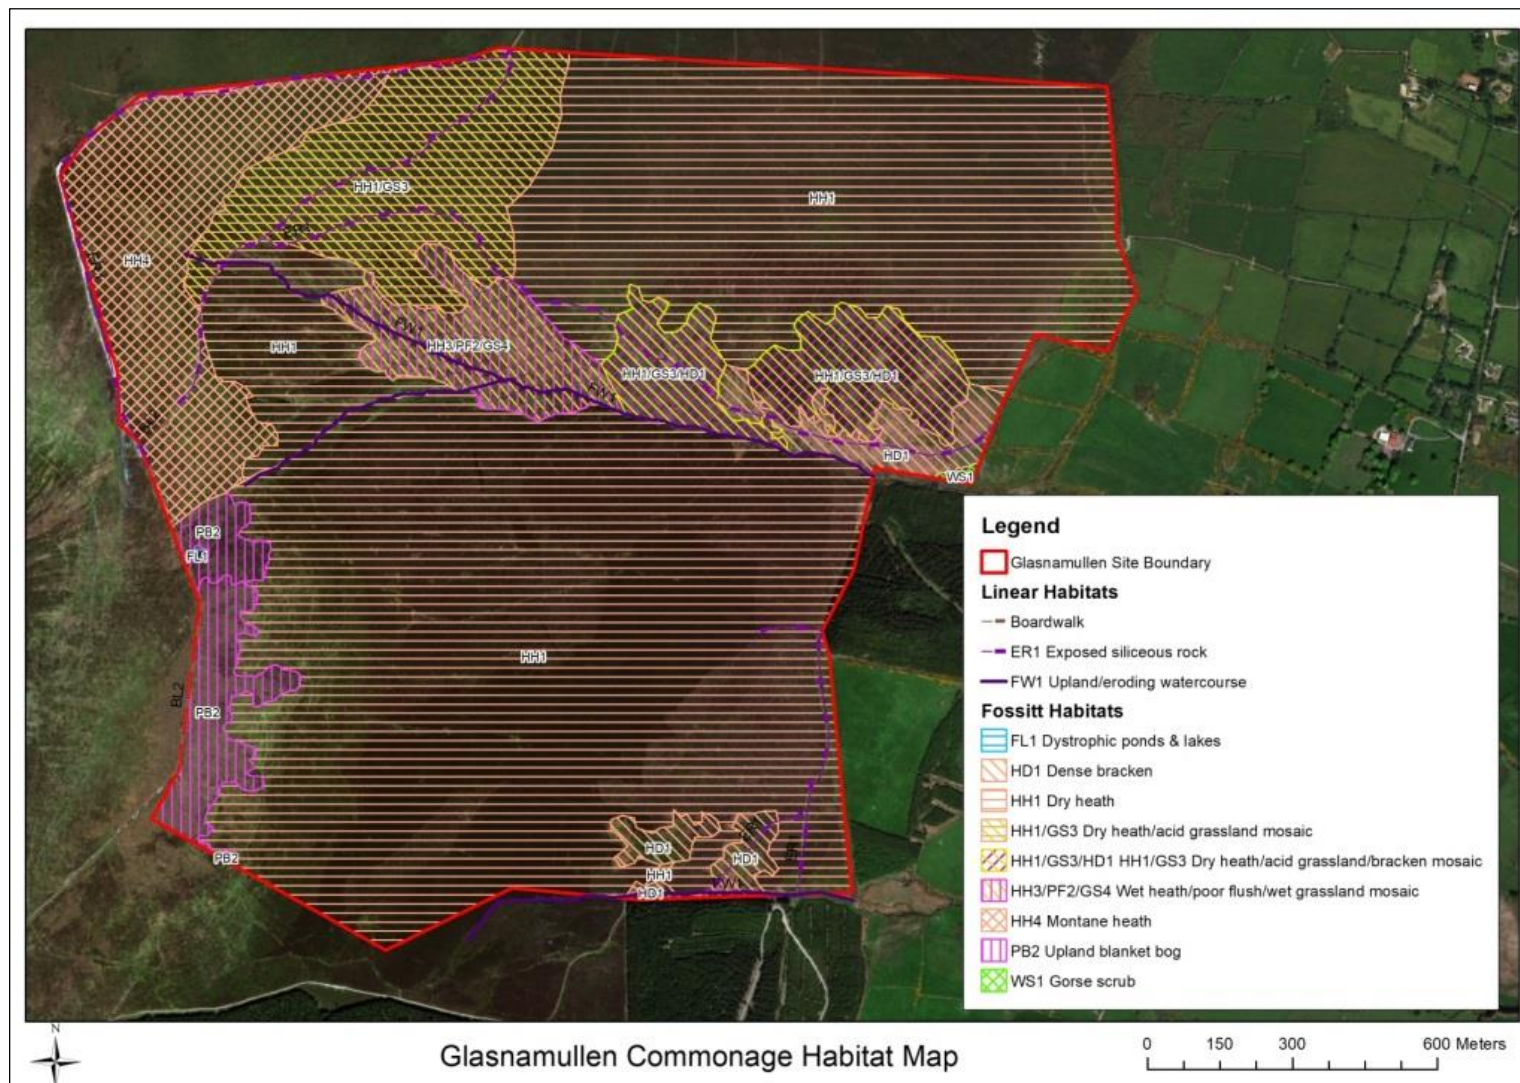 HH1/GS3
HH1
ER1
HH4
HH1
FW1
HH3/PF2/GS4
HH1/GS3/HD1
HH1/GS3/HD1
FW1
HD1
WS1
PB2
FL1
HH1
BL2
PB2
PB2
HD1
ER1
HD1
ER1
HH1
HD1
FW1
Legend
Glasnamullen Site Boundary
Linear Habitats
Boardwalk
ER1 Exposed siliceous rock
FW1 Upland/eroding watercourse
Fossitt Habitats
FL1 Dystrophic ponds & lakes
HD1 Dense bracken
HH1 Dry heath
HH1/GS3 Dry heath/acid grassland mosaic
HH1/GS3/HD1 HH1/GS3 Dry heath/acid grassland/bracken mosaic
HH3/PF2/GS4 Wet heath/poor flush/wet grassland mosaic
HH4 Montane heath
PB2 Upland blanket bog
WS1 Gorse scrub
N
Glasnamullen Commonage Habitat Map
0 150 300 600 Meters